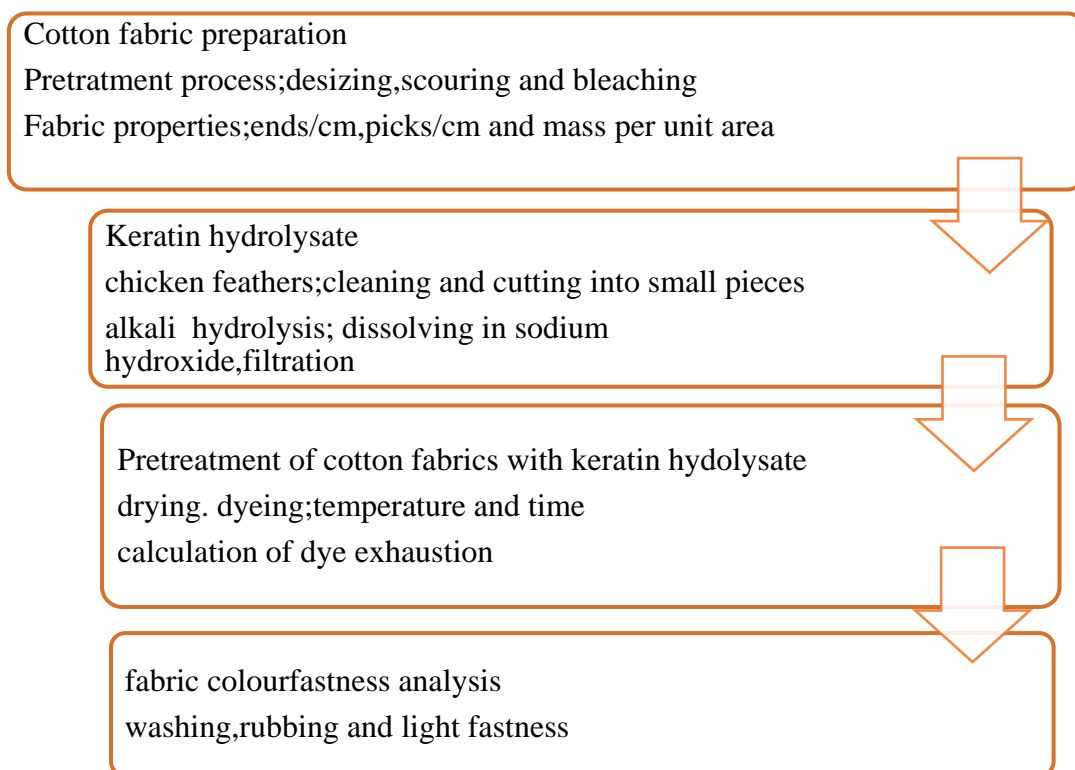 Cotton fabric preparation
Pretratment process;desizing,scouring and bleaching
Fabric properties;ends/cm,picks/cm and mass per unit area
Keratin hydrolysate
chicken feathers;cleaning and cutting into small pieces
alkali hydrolysis; dissolving in sodium
hydroxide,filtration
Pretreatment of cotton fabrics with keratin hydolysate
drying. dyeing;temperature and time
calculation of dye exhaustion
fabric colourfastness analysis
washing,rubbing and light fastness